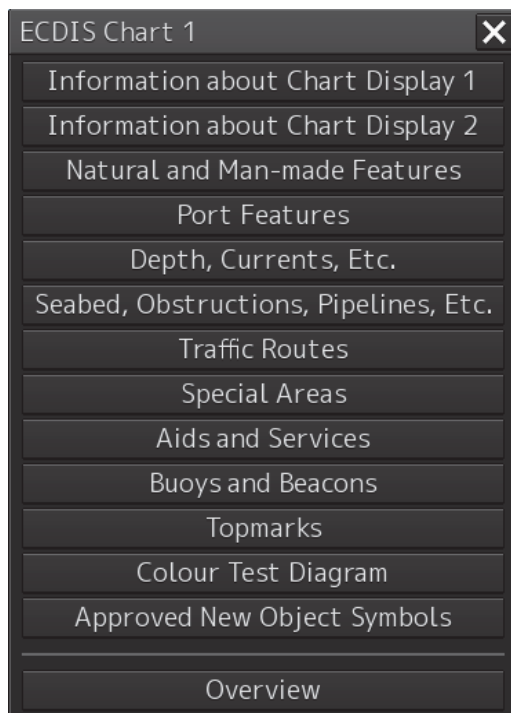 ECDIS Chart 1
Information about Chart Display 1
Information about Chart Display 2
Natural and Man-made Features
Port Features
Depth, Currents, Etc.
Seabed, Obstructions, Pipelines, Etc.
Traffic Routes
Special Areas
Aids and Services
Buoys and Beacons
Topmarks
Colour Test Diagram
Approved New Object Symbols
Overview